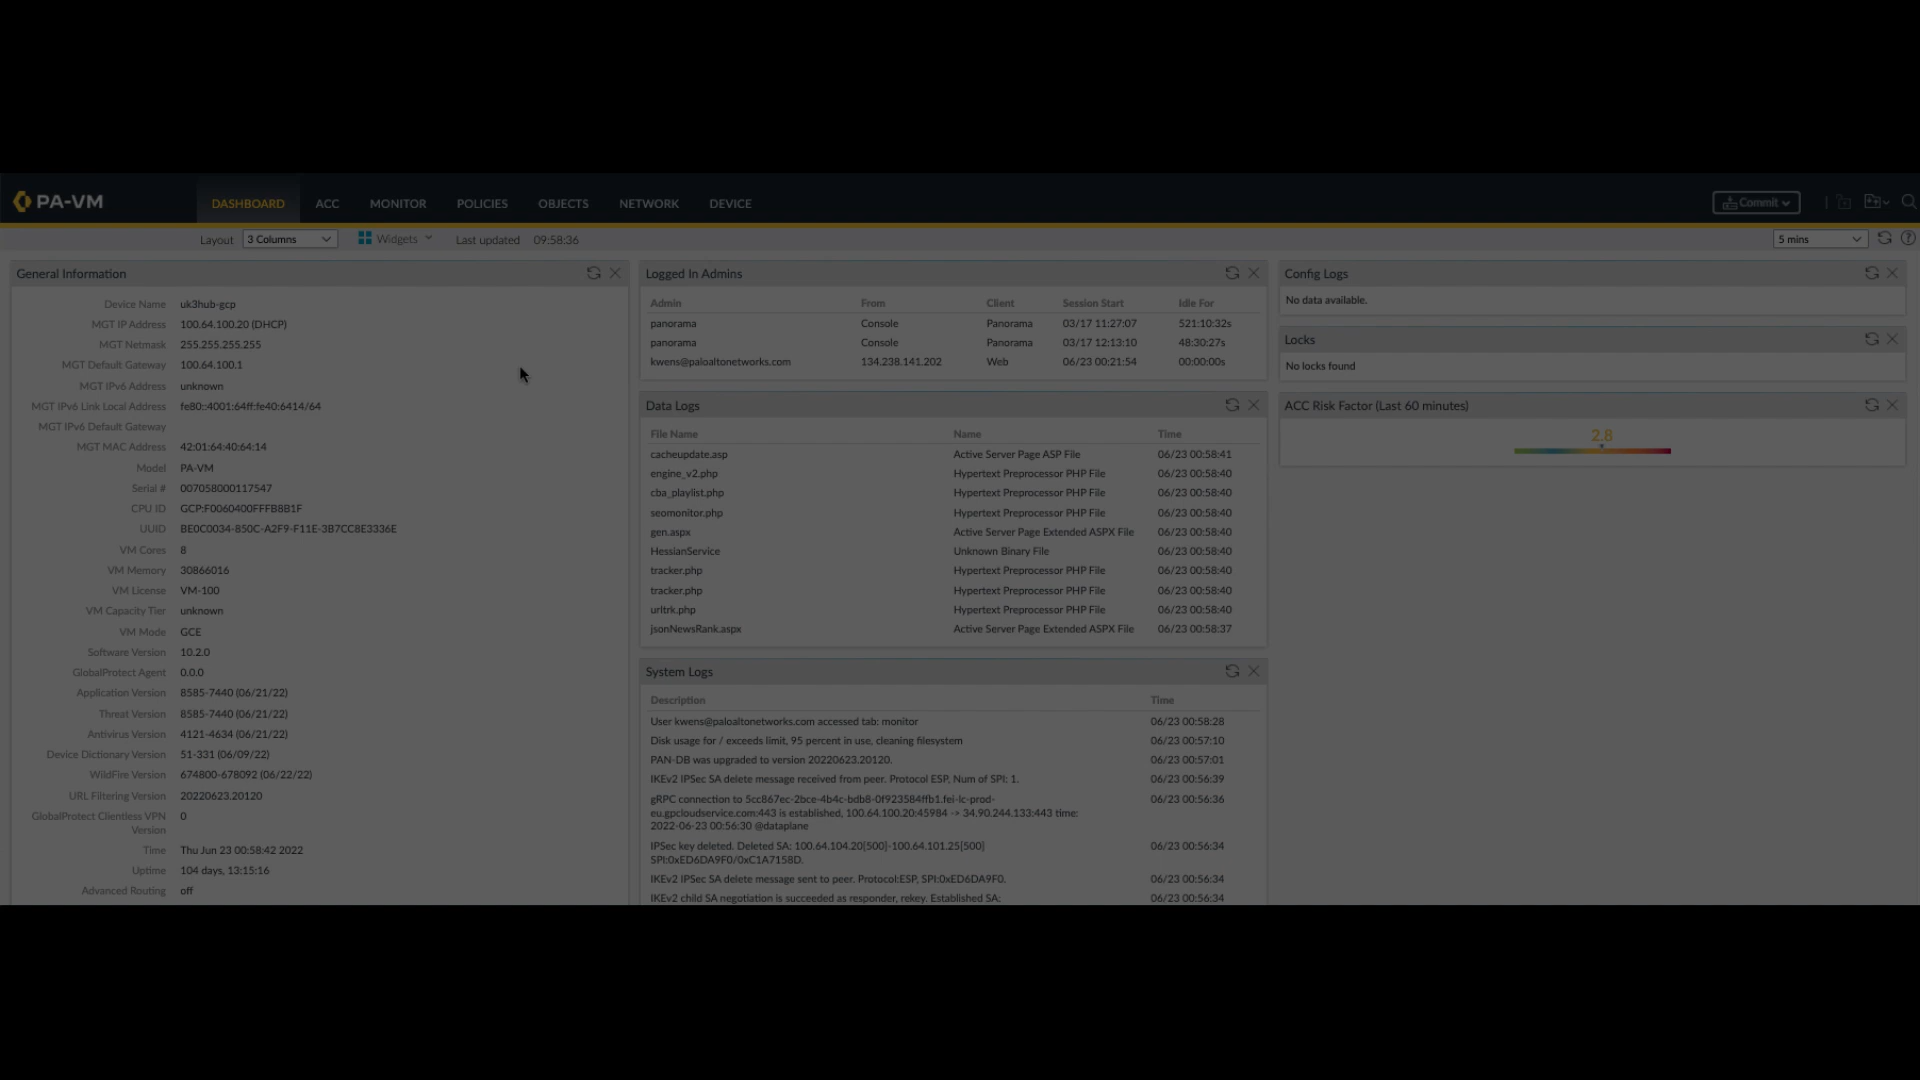 PA-VM
DASHBOARD ACC MONITOR POLICIES OBJECTS NETWORK DEVICE
Commit
Layout 3 Columns Widgets Last updated 09:58:36 5 mins
General Information
Device Name uk3hub-gcp
MGT IP Address 100.64.100.20 (DHCP)
MGT Netmask 255.255.255.255
MGT Default Gateway 100.64.100.1
MGT IPv6 Address unknown
MGT IPv6 Link Local Address fe80::4001:64ff:fe40:6414/64
MGT IPv6 Default Gateway
MGT MAC Address 42:01:64:40:64:14
Model PA-VM
Serial # 007058000117547
CPU ID GCP:F0060400FFFB8B1F
UUID BE0C0034-850C-A2F9-F11E-3B7CC8E3336E
VM Cores 8
VM Memory 30866016
VM License VM-100
VM Capacity Tier unknown
VM Mode GCE
Software Version 10.2.0
GlobalProtect Agent 0.0.0
Application Version 8585-7440 (06/21/22)
Threat Version 8585-7440 (06/21/22)
Antivirus Version 4121-4634 (06/21/22)
Device Dictionary Version 51-331 (06/09/22)
WildFire Version 674800-678092 (06/22/22)
URL Filtering Version 20220623.20120
GlobalProtect Clientless VPN 0
Version
Time Thu Jun 23 00:58:42 2022
Uptime 104 days, 13:15:16
Advanced Routing off
Logged In Admins
Admin From Client Session Start Idle For
panorama Console Panorama 03/17 11:27:07 521:10:32s
panorama Console Panorama 03/17 12:13:10 48:30:27s
kwens@paloaltonetworks.com 134.238.141.202 Web 06/23 00:21:54 00:00:00s
Data Logs
File Name Name Time
cacheupdate.asp Active Server Page ASP File 06/23 00:58:41
engine_v2.php Hypertext Preprocessor PHP File 06/23 00:58:40
cba_playlist.php Hypertext Preprocessor PHP File 06/23 00:58:40
seomonitor.php Hypertext Preprocessor PHP File 06/23 00:58:40
gen.aspx Active Server Page Extended ASPX File 06/23 00:58:40
HessianService Unknown Binary File 06/23 00:58:40
tracker.php Hypertext Preprocessor PHP File 06/23 00:58:40
tracker.php Hypertext Preprocessor PHP File 06/23 00:58:40
urltrk.php Hypertext Preprocessor PHP File 06/23 00:58:40
jsonNewsRank.aspx Active Server Page Extended ASPX File 06/23 00:58:37
System Logs
Description Time
User kwens@paloaltonetworks.com accessed tab: monitor 06/23 00:58:28
Disk usage for / exceeds limit, 95 percent in use, cleaning filesystem 06/23 00:57:10
PAN-DB was upgraded to version 20220623.20120. 06/23 00:57:01
IKEv2 IPSec SA delete message received from peer. Protocol ESP, Num of SPI: 1. 06/23 00:56:39
gRPC connection to 5cc867ec-2bce-4b4c-bdb8-0f923584ffb1.fei-lc-prod- 06/23 00:56:36
eu.gpcloudservice.com:443 is established, 100.64.100.20:45984 -> 34.90.244.133:443 time:
2022-06-23 00:56:30 @dataplane
IPSec key deleted. Deleted SA: 100.64.104.20[500]-100.64.101.25[500] 06/23 00:56:34
SPI:0xED6DA9F0/0xC1A7158D.
IKEv2 IPSec SA delete message sent to peer. Protocol:ESP, SPI:0xED6DA9F0. 06/23 00:56:34
IKEv2 child SA negotiation is succeeded as responder, rekey. Established SA: 06/23 00:56:34
Config Logs
No data available.
Locks
No locks found
ACC Risk Factor (Last 60 minutes)
2.8